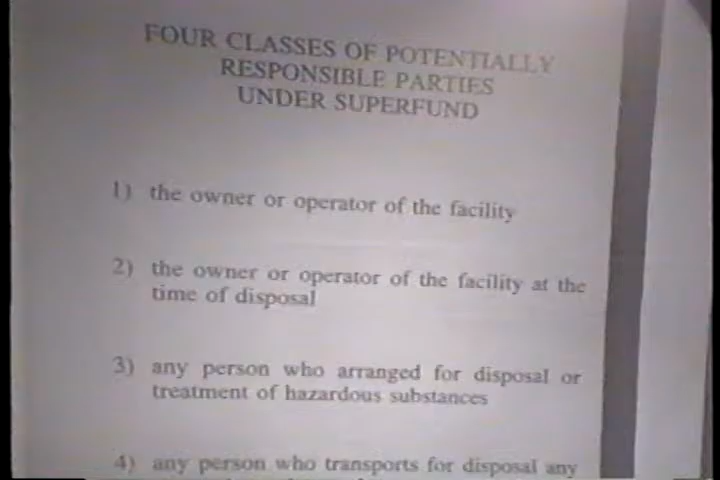 FOUR CLASSES OF POTENTIALLY
RESPONSIBLE PARTIES
UNDER SUPERFUND
1) the owner or operator of the facility
2) the owner or operator of the facility at the
time of disposal
3) any person who arranged for disposal or
treatment of hazardous substances
4) any person who transports for disposal any